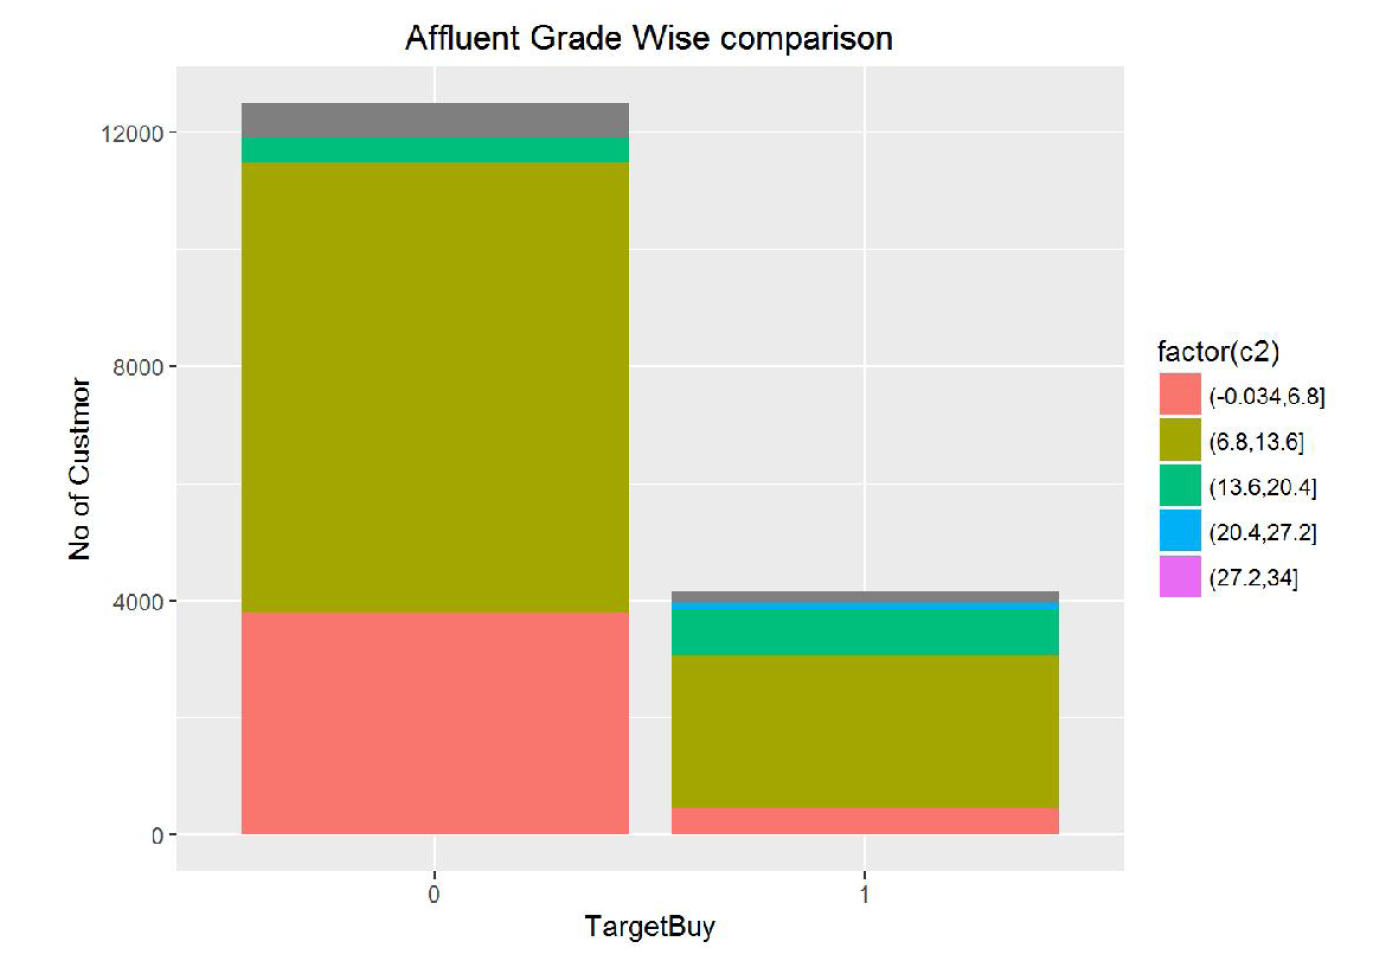 Affluent Grade Wise comparison
12000
8000
4000
0
No of Custmor
0
1
TargetBuy
factor(c2)
(-0.034,6.8]
(6.8,13.6]
(13.6,20.4]
(20.4,27.2]
(27.2,34]